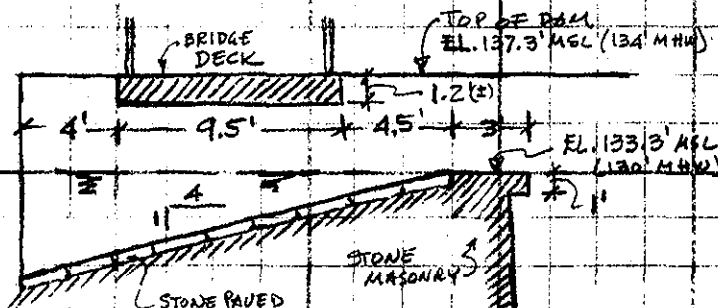 TOP OF DAM
EL. 137.3' MSL (134' MHW)
BRIDGE
DECK
1.2'(±)
4'
9.5'
4.5'
3'
EL. 133.3' MSL
(130' MHW)
1'
4
1
STONE
MASONRY
STONE PAVED